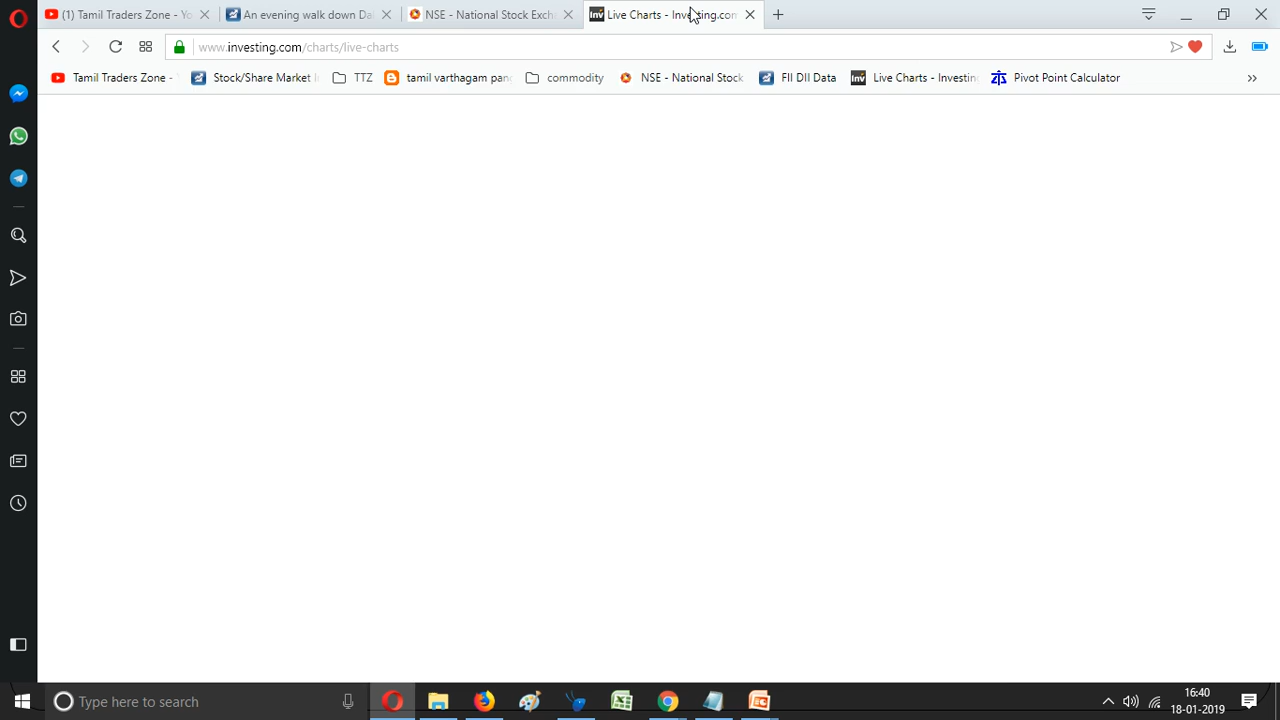 (1) Tamil Traders Zone - Yo
An evening walk down Da
NSE - National Stock Exch
Live Charts - Investing.com
www.investing.com/charts/live-charts
Tamil Traders Zone -
Stock/Share Market
TTZ
tamil varthagam pan
commodity
NSE - National Stock
FII DII Data
Inv
Live Charts - Investin
Pivot Point Calculator
Type here to search
16:40
18-01-2019